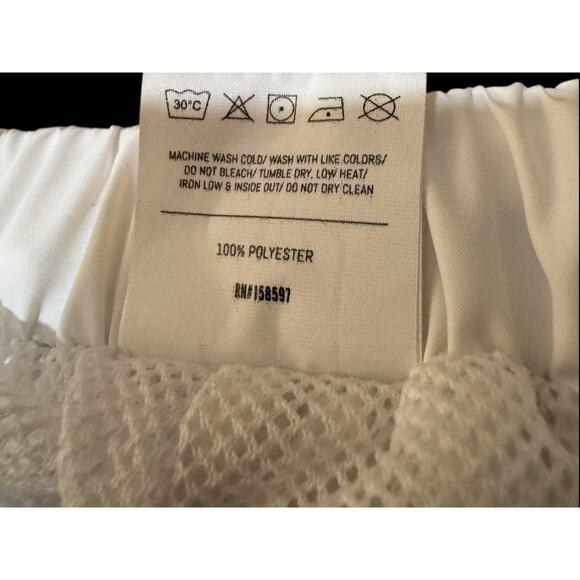 30°C
MACHINE WASH COLD/ WASH WITH LIKE COLORS/
DO NOT BLEACH/ TUMBLE DRY, LOW HEAT/
IRON LOW & INSIDE OUT/ DO NOT DRY CLEAN
100% POLYESTER
RN#158597